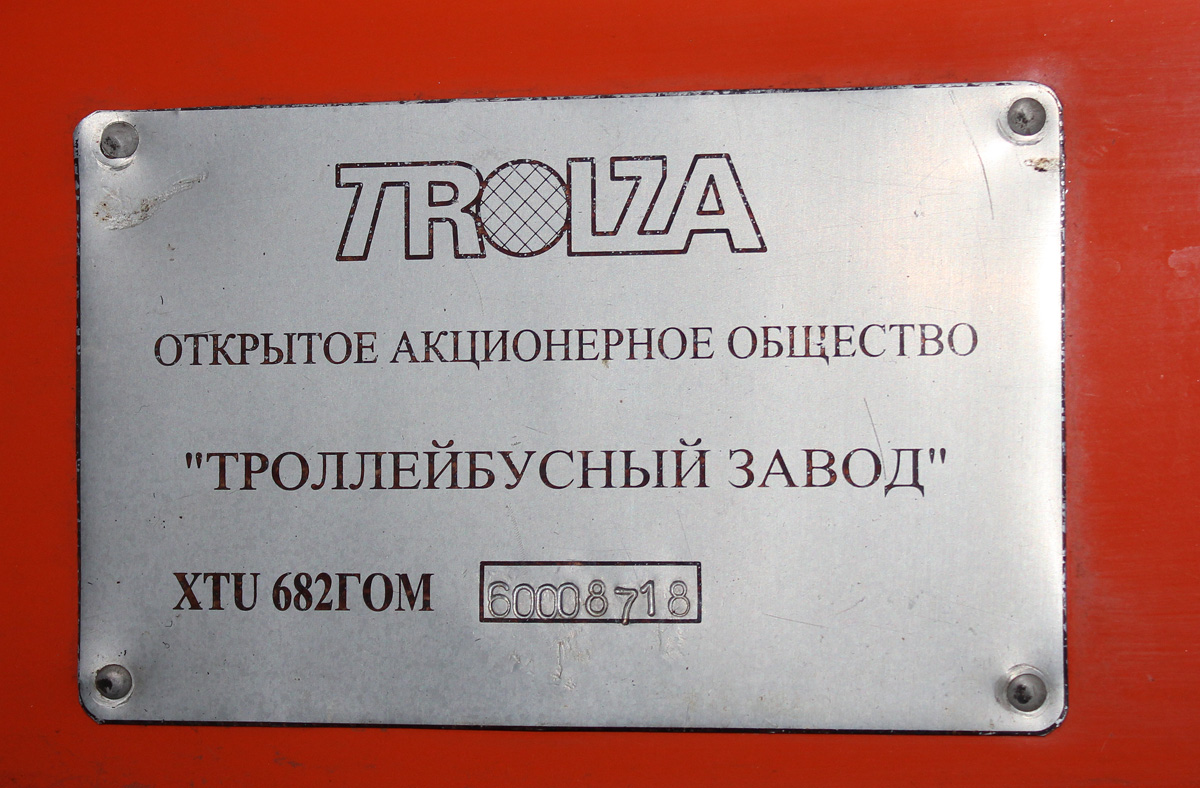 TROLZA
ОТКРЫТОЕ АКЦИОНЕРНОЕ ОБЩЕСТВО
"ТРОЛЛЕЙБУСНЫЙ ЗАВОД"
XTU 682ГОМ 60008718